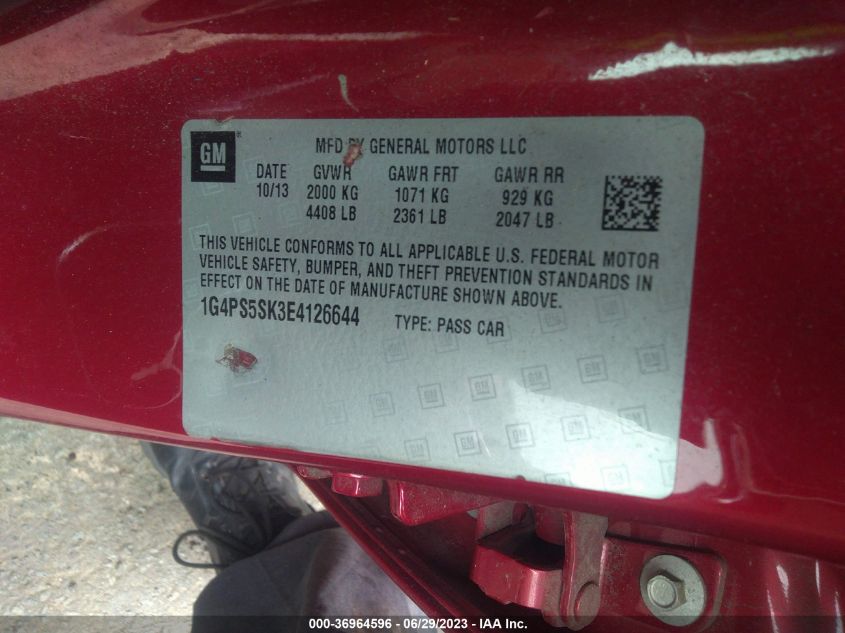 GM
MFD BY GENERAL MOTORS LLC
DATE GVWR GAWR FRT GAWR RR
10/13 2000 KG 1071 KG 929 KG
4408 LB 2361 LB 2047 LB
THIS VEHICLE CONFORMS TO ALL APPLICABLE U.S. FEDERAL MOTOR
VEHICLE SAFETY, BUMPER, AND THEFT PREVENTION STANDARDS IN
EFFECT ON THE DATE OF MANUFACTURE SHOWN ABOVE.
1G4PS5SK3E4126644 TYPE: PASS CAR
000-36964596 - 06/29/2023 - IAA Inc.